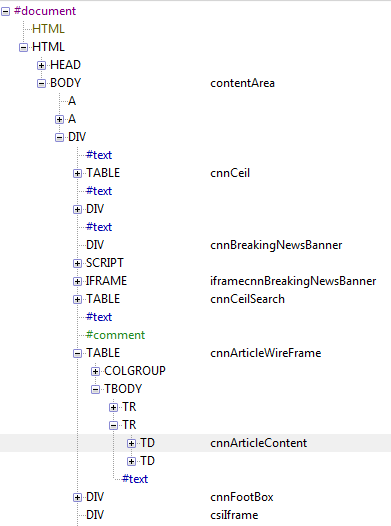 #document
HTML
HTML
HEAD
BODY contentArea
A
A
DIV
#text
TABLE cnnCeil
#text
DIV
#text
DIV cnnBreakingNewsBanner
SCRIPT
IFRAME iframecnnBreakingNewsBanner
TABLE cnnCeilSearch
#text
#comment
TABLE cnnArticleWireFrame
COLGROUP
TBODY
TR
TR
TD cnnArticleContent
TD
#text
DIV cnnFootBox
DIV csiIframe